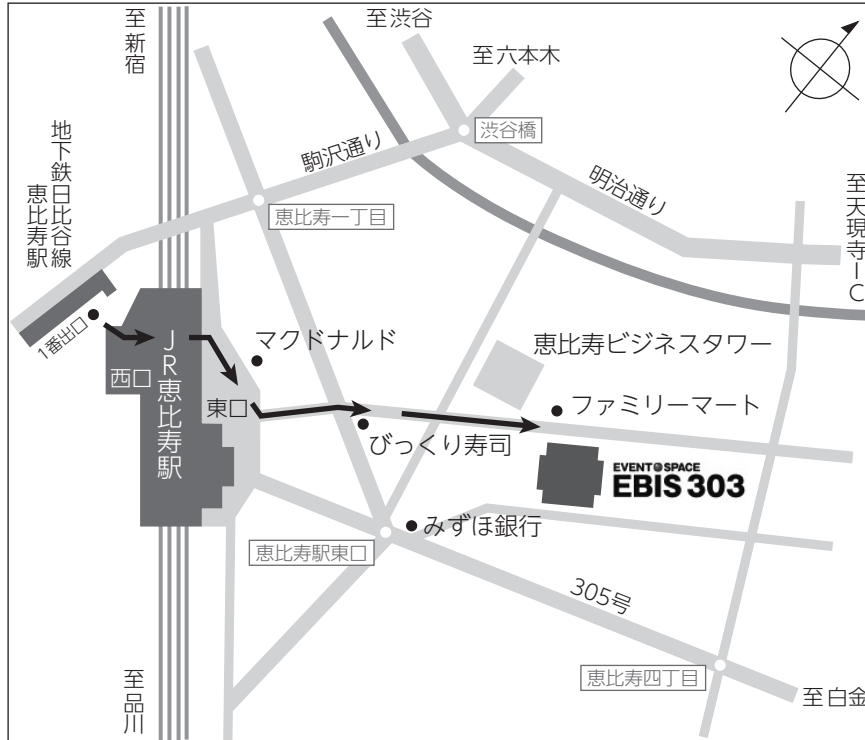 至新宿
至渋谷
至六本木
渋谷橋
駒沢通り
明治通り
至天現寺IC
地下鉄日比谷線
恵比寿駅
恵比寿一丁目
1番出口
西口
JR恵比寿駅
東口
マクドナルド
恵比寿ビジネスタワー
ファミリーマート
びっくり寿司
EVENT SPACE
EBIS 303
みずほ銀行
恵比寿駅東口
305号
恵比寿四丁目
至品川
至白金